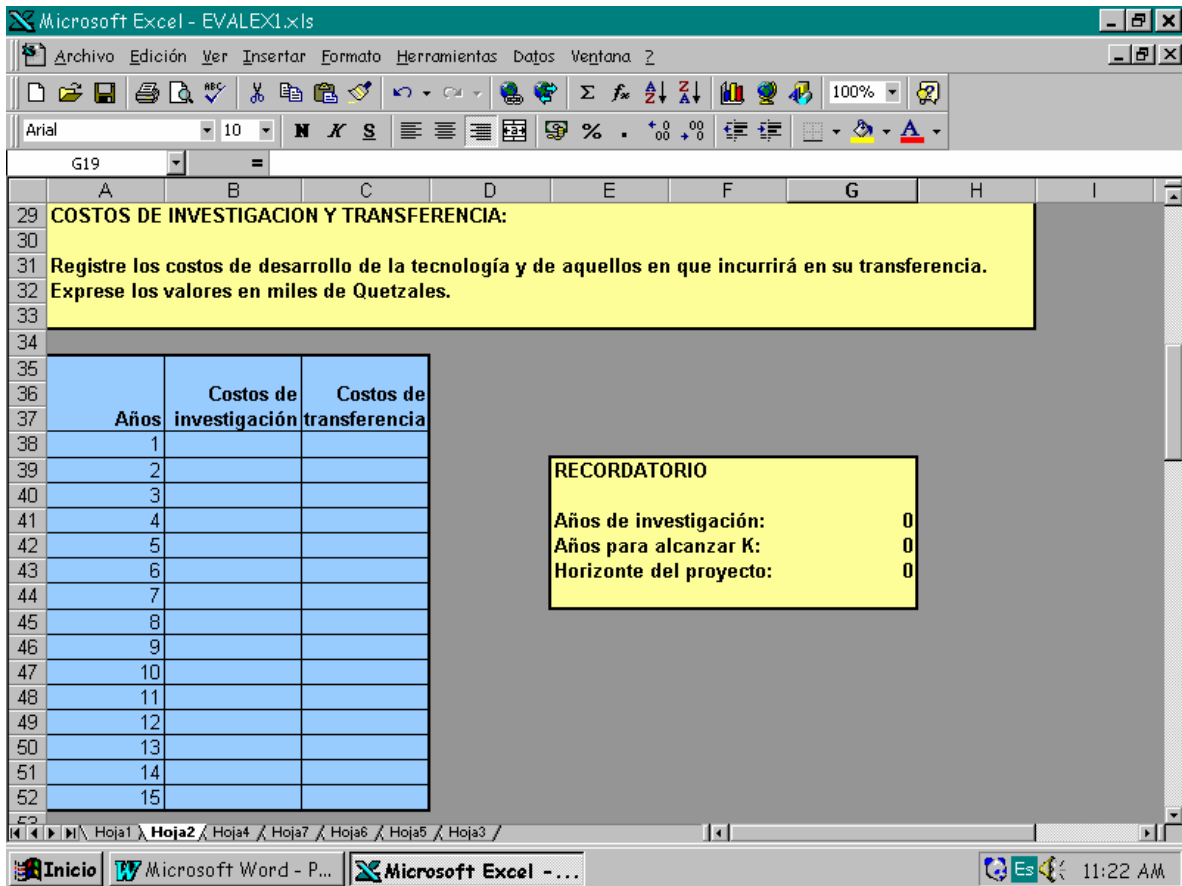 Microsoft Excel - EVALEX1.xls
Archivo Edición Ver Insertar Formato Herramientas Datos Ventana ?
100%
Arial 10 N K S
G19 =
A B C D E F G H I
29 COSTOS DE INVESTIGACION Y TRANSFERENCIA:
30
31 Registre los costos de desarrollo de la tecnología y de aquellos en que incurrirá en su transferencia.
32 Exprese los valores en miles de Quetzales.
33
34
35
36 Costos de Costos de
37 Años investigación transferencia
38 1
39 2 RECORDATORIO
40 3
41 4 Años de investigación: 0
42 5 Años para alcanzar K: 0
43 6 Horizonte del proyecto: 0
44 7
45 8
46 9
47 10
48 11
49 12
50 13
51 14
52 15
53
Hoja1 Hoja2 Hoja4 Hoja7 Hoja6 Hoja5 Hoja3
Inicio Microsoft Word - P... Microsoft Excel -... Es 11:22 AM